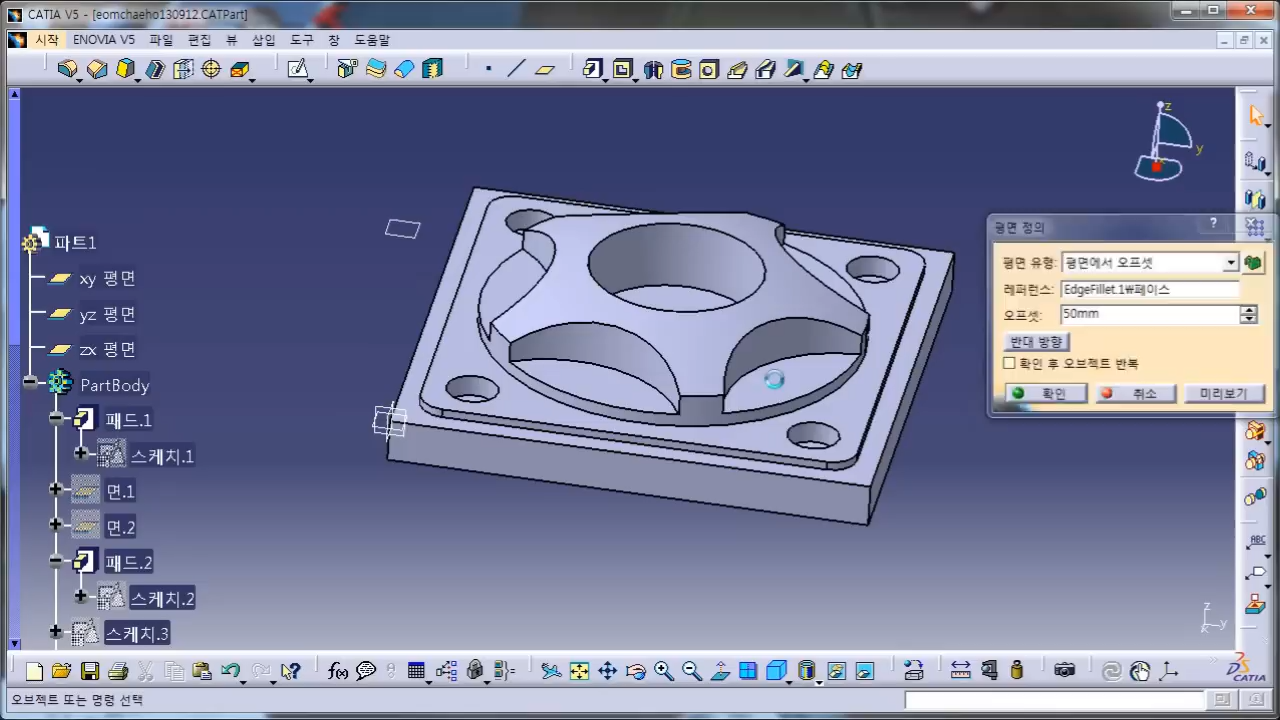 CATIA V5 - [eomchaeho130912.CATPart]
시작 ENOVIA V5 파일 편집 뷰 삽입 도구 창 도움말
z
y
평면 정의 ?
평면 유형: 평면에서 오프셋
레퍼런스: EdgeFillet.1₩페이스
오프셋: 50mm
반대 방향
확인 후 오브젝트 반복
확인 취소 미리보기
파트1
xy 평면
yz 평면
zx 평면
PartBody
패드.1
스케치.1
면.1
면.2
패드.2
스케치.2
스케치.3
ABC
z
y
f(x)
CATIA
오브젝트 또는 명령 선택